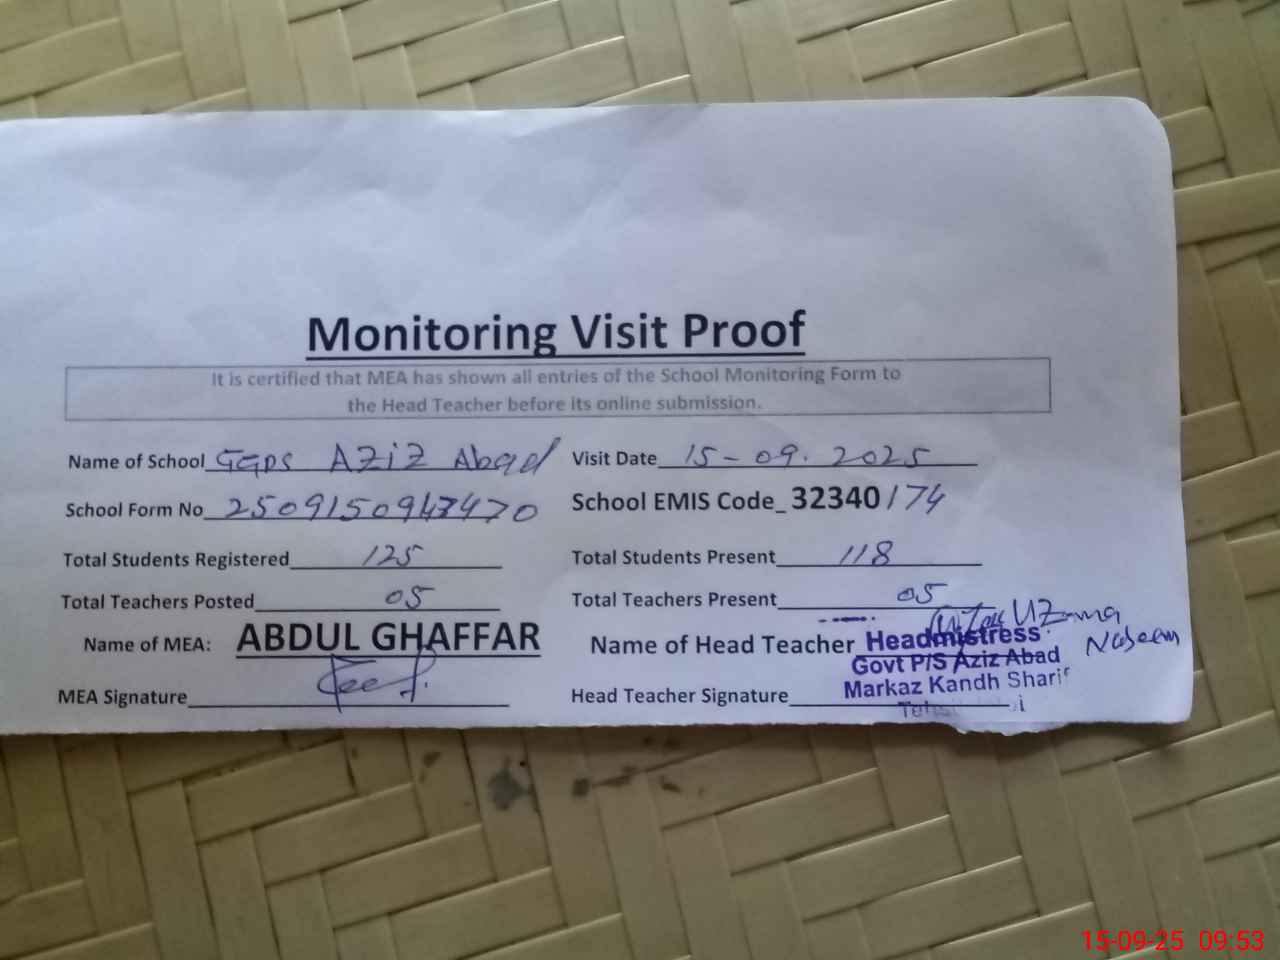 Monitoring Visit Proof
It is certified that MEA has shown all entries of the School Monitoring Form to
the Head Teacher before its online submission.
Name of School GGPS AZiZ Abad Visit Date 15-09.2025
School Form No School EMIS Code_ 32340/174
Total Students Registered 125 Total Students Present 118
Total Teachers Posted 05 Total Teachers Present 05
UZama
Name of MEA: ABDUL GHAFFAR Name of Head Teacher Headmistress Naseem
Govt P/S Aziz Abad
MEA Signature Head Teacher Signature Markaz Kandh Sharif
15-09-25 09:53